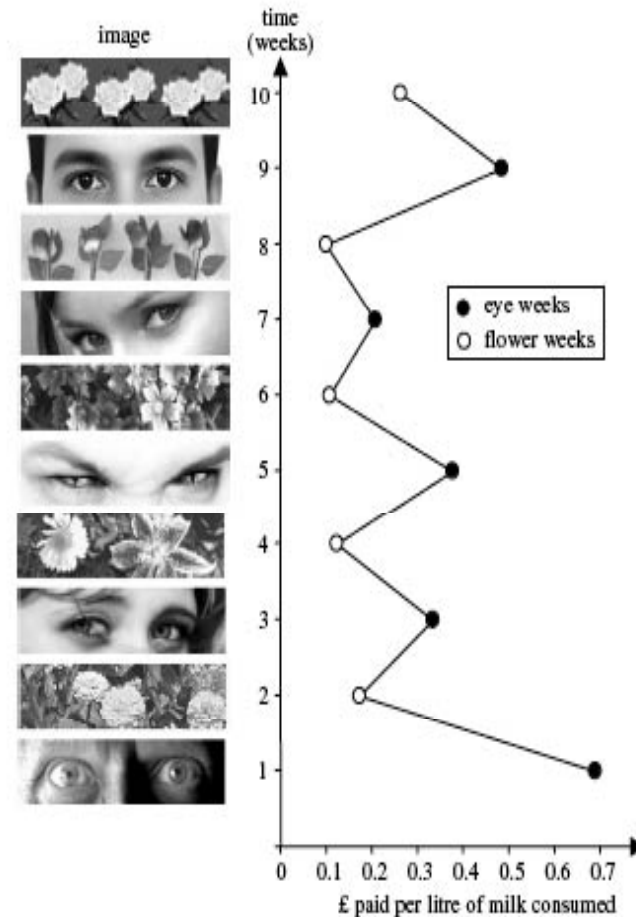 image
time
(weeks)
10
9
8
7
6
5
4
3
2
1
eye weeks
flower weeks
0 0.1 0.2 0.3 0.4 0.5 0.6 0.7
£ paid per litre of milk consumed